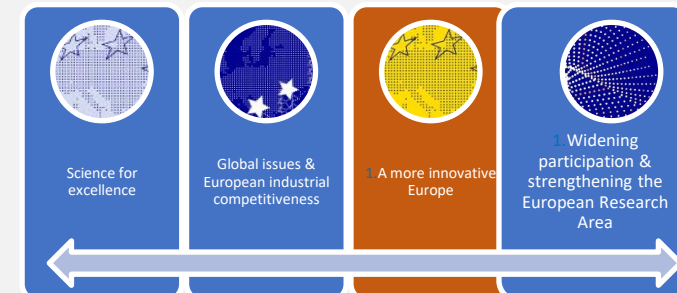 Science for
excellence
Global issues &
European industrial
competitiveness
1.A more innovative
Europe
1.Widening
participation &
strengthening the
European Research
Area